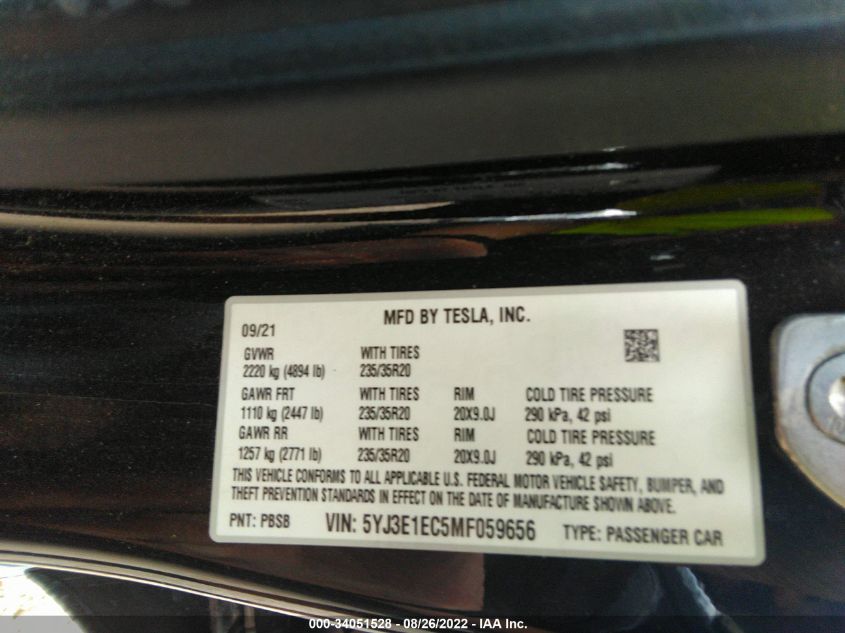 MFD BY TESLA, INC.
09/21
GVWR WITH TIRES
2220 kg (4894 lb) 235/35R20
GAWR FRT WITH TIRES RIM COLD TIRE PRESSURE
1110 kg (2447 lb) 235/35R20 20X9.0J 290 kPa, 42 psi
GAWR RR WITH TIRES RIM COLD TIRE PRESSURE
1257 kg (2771 lb) 235/35R20 20X9.0J 290 kPa, 42 psi
THIS VEHICLE CONFORMS TO ALL APPLICABLE U.S. FEDERAL MOTOR VEHICLE SAFETY, BUMPER, AND
THEFT PREVENTION STANDARDS IN EFFECT ON THE DATE OF MANUFACTURE SHOWN ABOVE.
PNT: PBSB VIN: 5YJ3E1EC5MF059656 TYPE: PASSENGER CAR
000-34051528 - 08/26/2022 - IAA Inc.